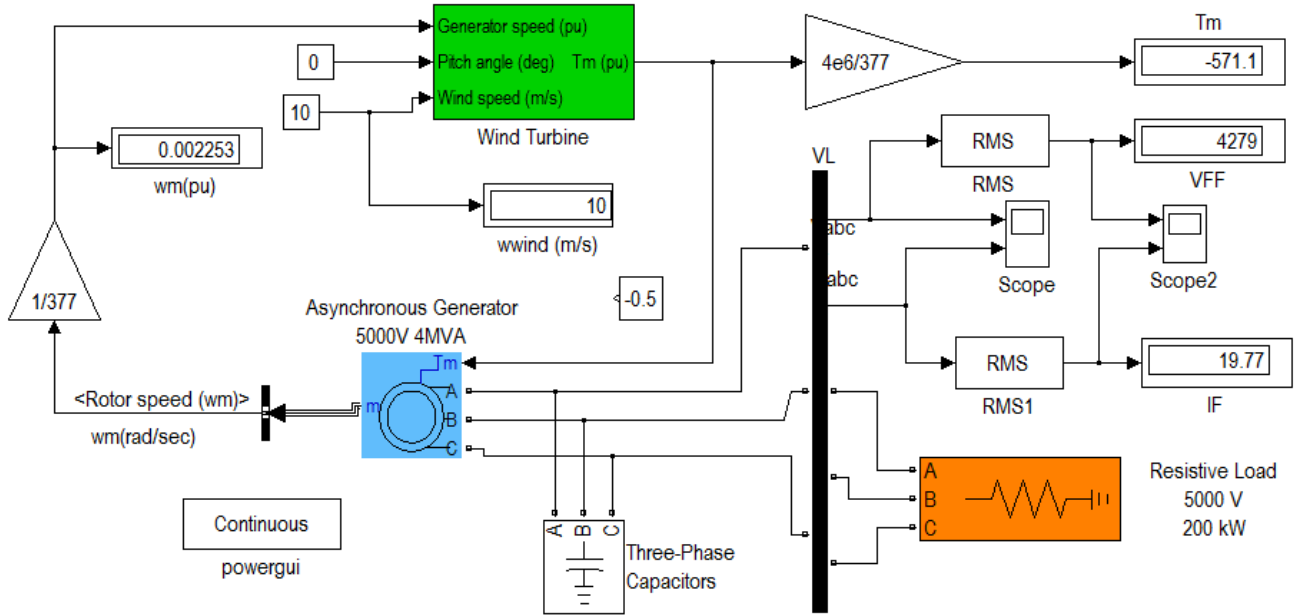 Tm
Generator speed (pu)
0
Pitch angle (deg)
Tm (pu)
4e6/377
-571.1
Wind speed (m/s)
10
Wind Turbine
0.002253
wm(pu)
VL
RMS
RMS
4279
VFF
10
wwind (m/s)
abc
Scope
Scope2
abc
-0.5
1/377
Asynchronous Generator
5000V 4MVA
Tm
m
A
B
C
<Rotor speed (wm)>
wm(rad/sec)
RMS
RMS1
19.77
IF
A
B
C
Resistive Load
5000 V
200 kW
Continuous
powergui
A
B
C
Three-Phase
Capacitors